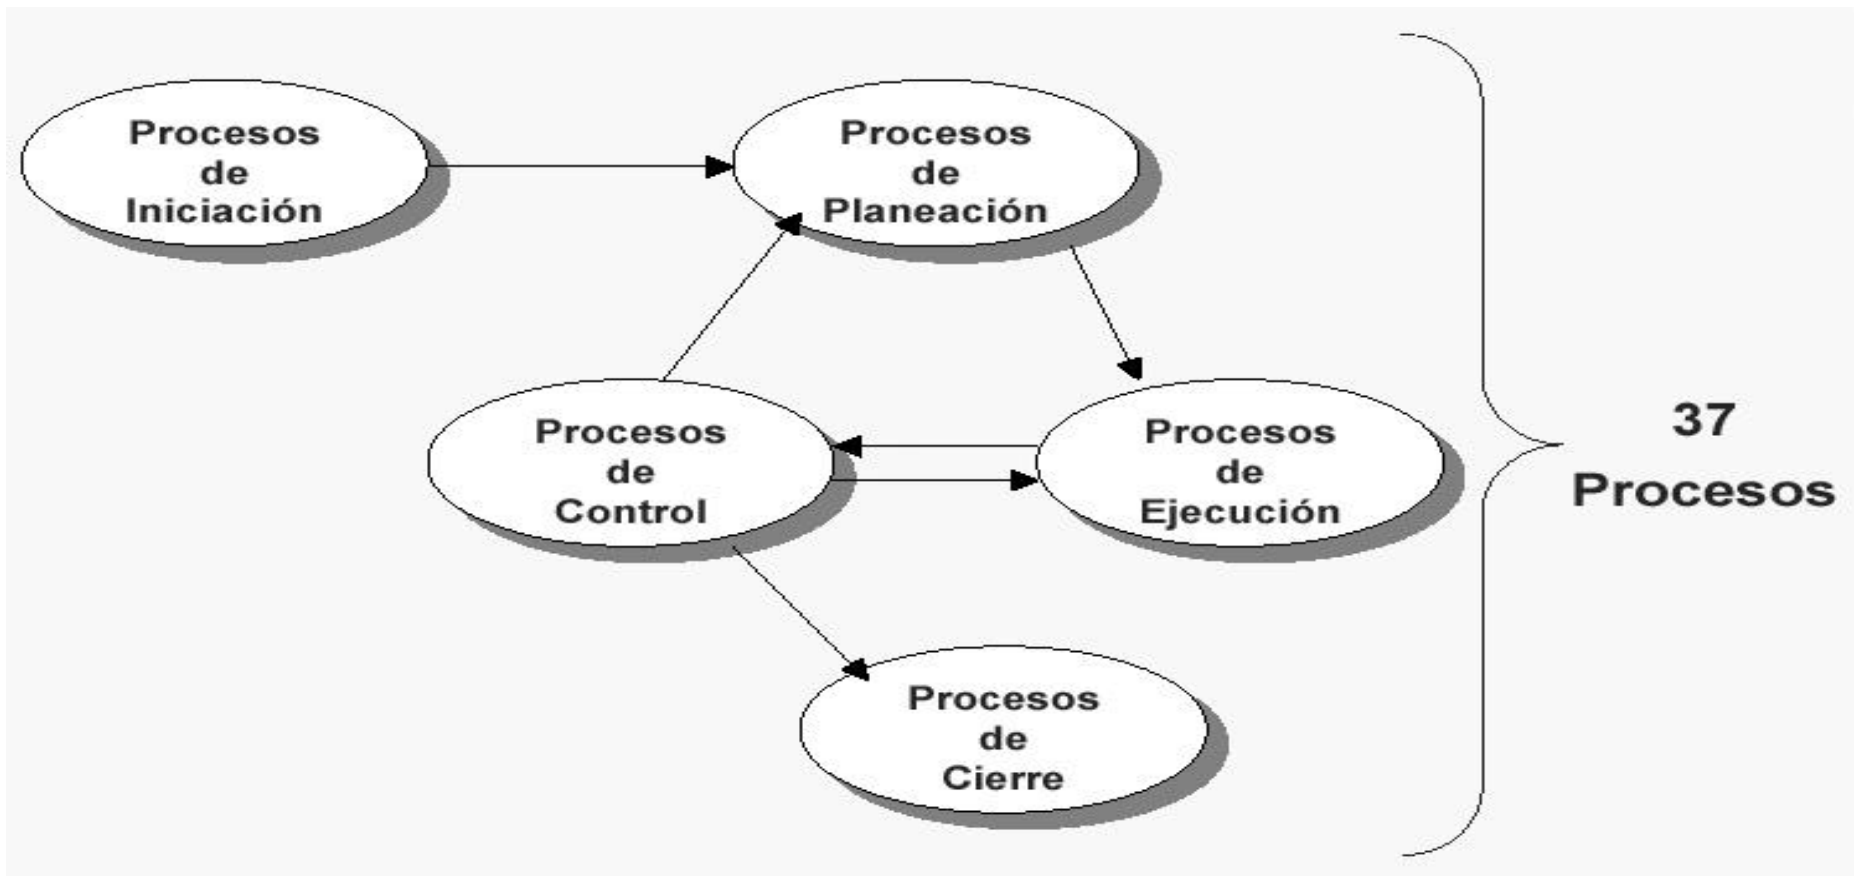 Procesos
de
Iniciación
Procesos
de
Planeación
Procesos
de
Control
Procesos
de
Ejecución
37
Procesos
Procesos
de
Cierre